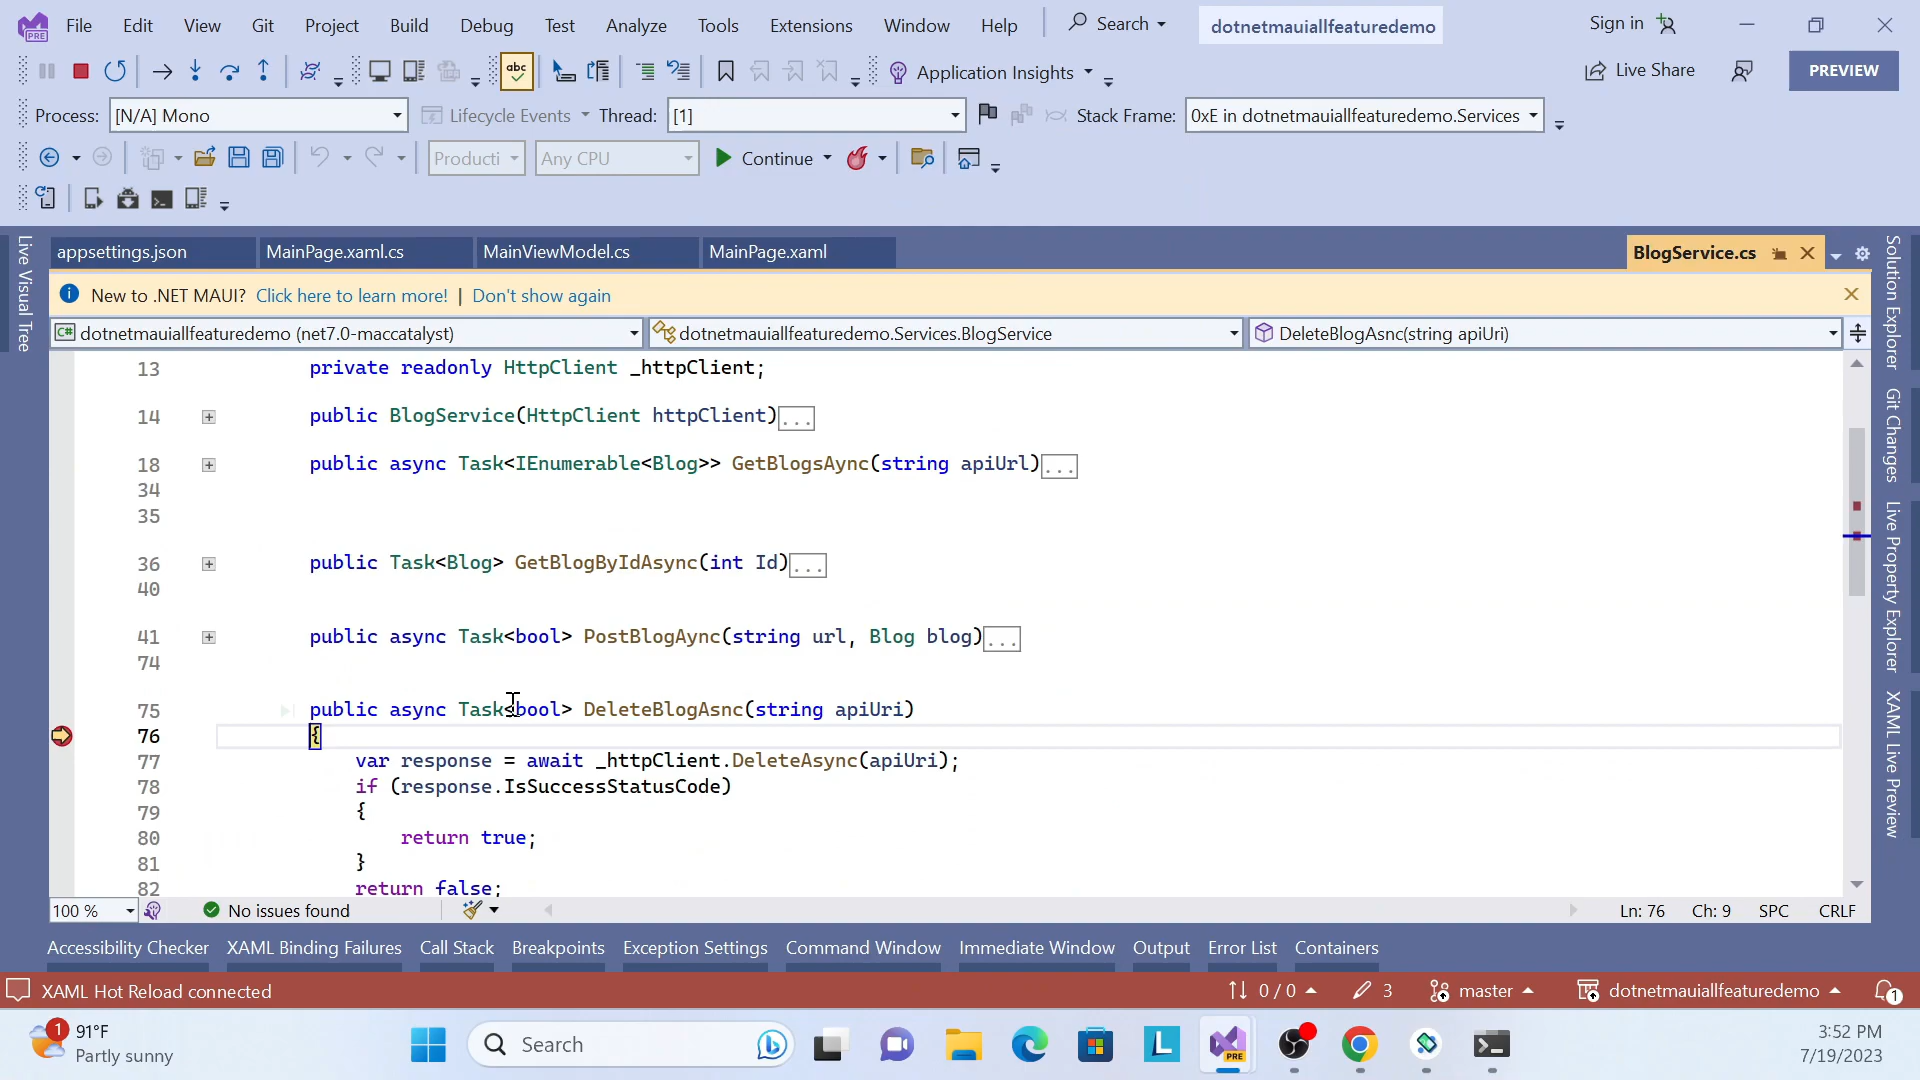 File Edit View Git Project Build Debug Test Analyze Tools Extensions Window Help Search dotnetmauiallfeaturedemo Sign in
PRE
abc Application Insights Live Share PREVIEW
Process: [N/A] Mono Lifecycle Events Thread: [1] Stack Frame: 0xE in dotnetmauiallfeaturedemo.Services
Producti Any CPU Continue
appsettings.json MainPage.xaml.cs MainViewModel.cs MainPage.xaml BlogService.cs
New to .NET MAUI? Click here to learn more! | Don't show again
C# dotnetmauiallfeaturedemo (net7.0-maccatalyst) dotnetmauiallfeaturedemo.Services.BlogService DeleteBlogAsnc(string apiUri)
13 private readonly HttpClient _httpClient;
14 public BlogService(HttpClient httpClient)...
18 public async Task<IEnumerable<Blog>> GetBlogsAync(string apiUrl)...
34
35
36 public Task<Blog> GetBlogByIdAsync(int Id)...
40
41 public async Task<bool> PostBlogAync(string url, Blog blog)...
74
75 public async Task<bool> DeleteBlogAsnc(string apiUri)
76 {
77 var response = await _httpClient.DeleteAsync(apiUri);
78 if (response.IsSuccessStatusCode)
79 {
80 return true;
81 }
82 return false;
100 % No issues found Ln: 76 Ch: 9 SPC CRLF
Live Visual Tree
Solution Explorer
Git Changes
Live Property Explorer
XAML Live Preview
Accessibility Checker XAML Binding Failures Call Stack Breakpoints Exception Settings Command Window Immediate Window Output Error List Containers
XAML Hot Reload connected 0 / 0 3 master dotnetmauiallfeaturedemo 1
1 91°F
Partly sunny
Search
L
PRE
3:52 PM
7/19/2023